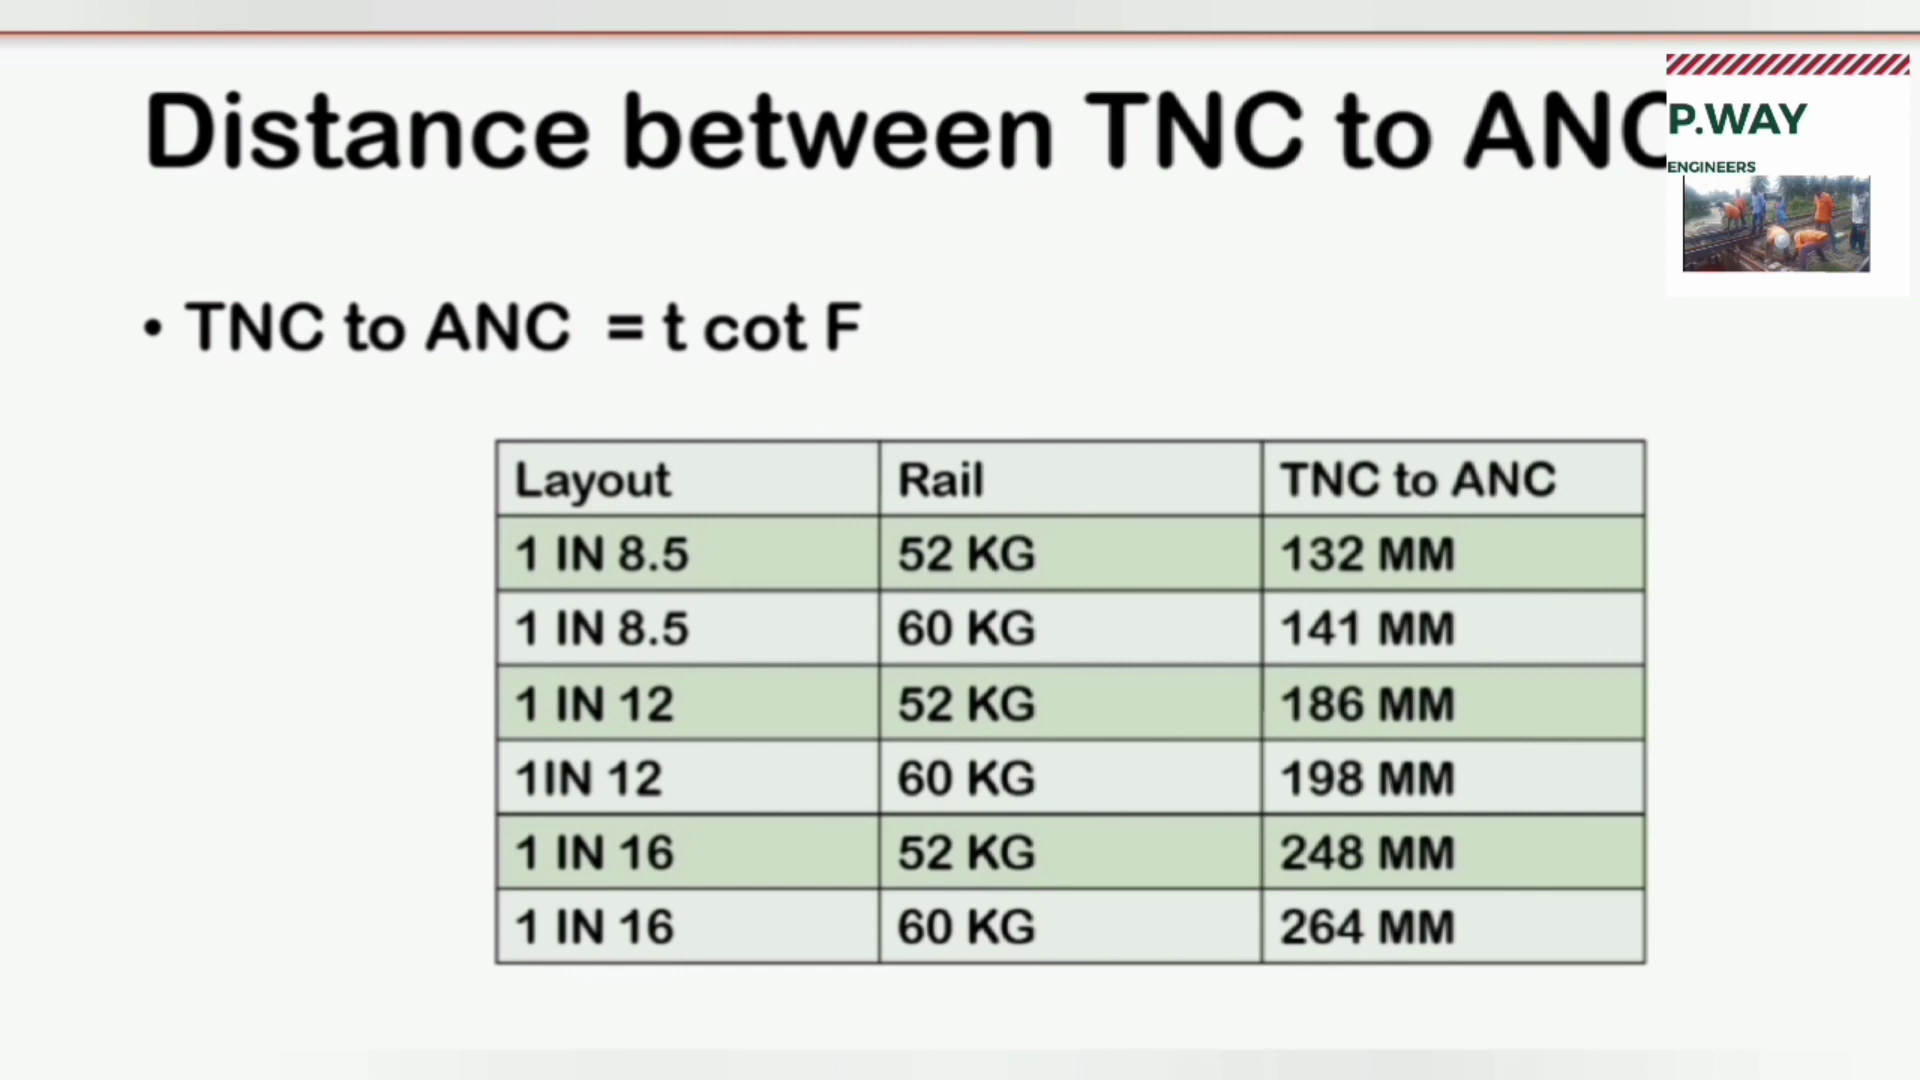 Distance between TNC to ANC
P.WAY
ENGINEERS
• TNC to ANC = t cot F
Layout Rail TNC to ANC
1 IN 8.5 52 KG 132 MM
1 IN 8.5 60 KG 141 MM
1 IN 12 52 KG 186 MM
1IN 12 60 KG 198 MM
1 IN 16 52 KG 248 MM
1 IN 16 60 KG 264 MM